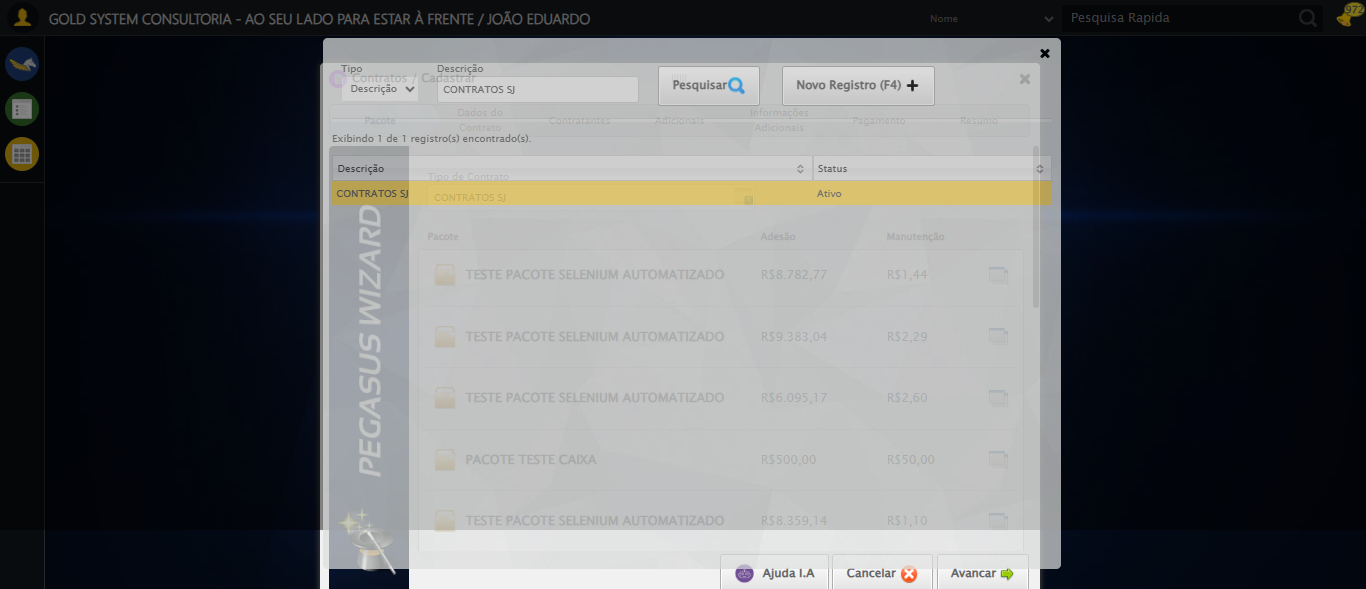 GOLD SYSTEM CONSULTORIA - AO SEU LADO PARA ESTAR À FRENTE / JOÃO EDUARDO
Nome
Pesquisa Rapida
972
Tipo
Descrição
Contratos / Cadastrar
Descrição
CONTRATOS SJ
Pesquisar
Novo Registro (F4)
Pacote
Dados do Contrato
Contratantes
Adicionais
Informações Adicionais
Pagamento
Resumo
Exibindo 1 de 1 registro(s) encontrado(s).
Descrição
Status
Tipo de Contrato
CONTRATOS SJ
Ativo
CONTRATOS SJ
PEGASUS WIZARD
Pacote
Adesão
Manutenção
TESTE PACOTE SELENIUM AUTOMATIZADO
R$8.782,77
R$1,44
TESTE PACOTE SELENIUM AUTOMATIZADO
R$9.383,04
R$2,29
TESTE PACOTE SELENIUM AUTOMATIZADO
R$6.095,17
R$2,60
PACOTE TESTE CAIXA
R$500,00
R$50,00
TESTE PACOTE SELENIUM AUTOMATIZADO
R$8.359,14
R$1,10
Ajuda I.A
Cancelar
Avancar